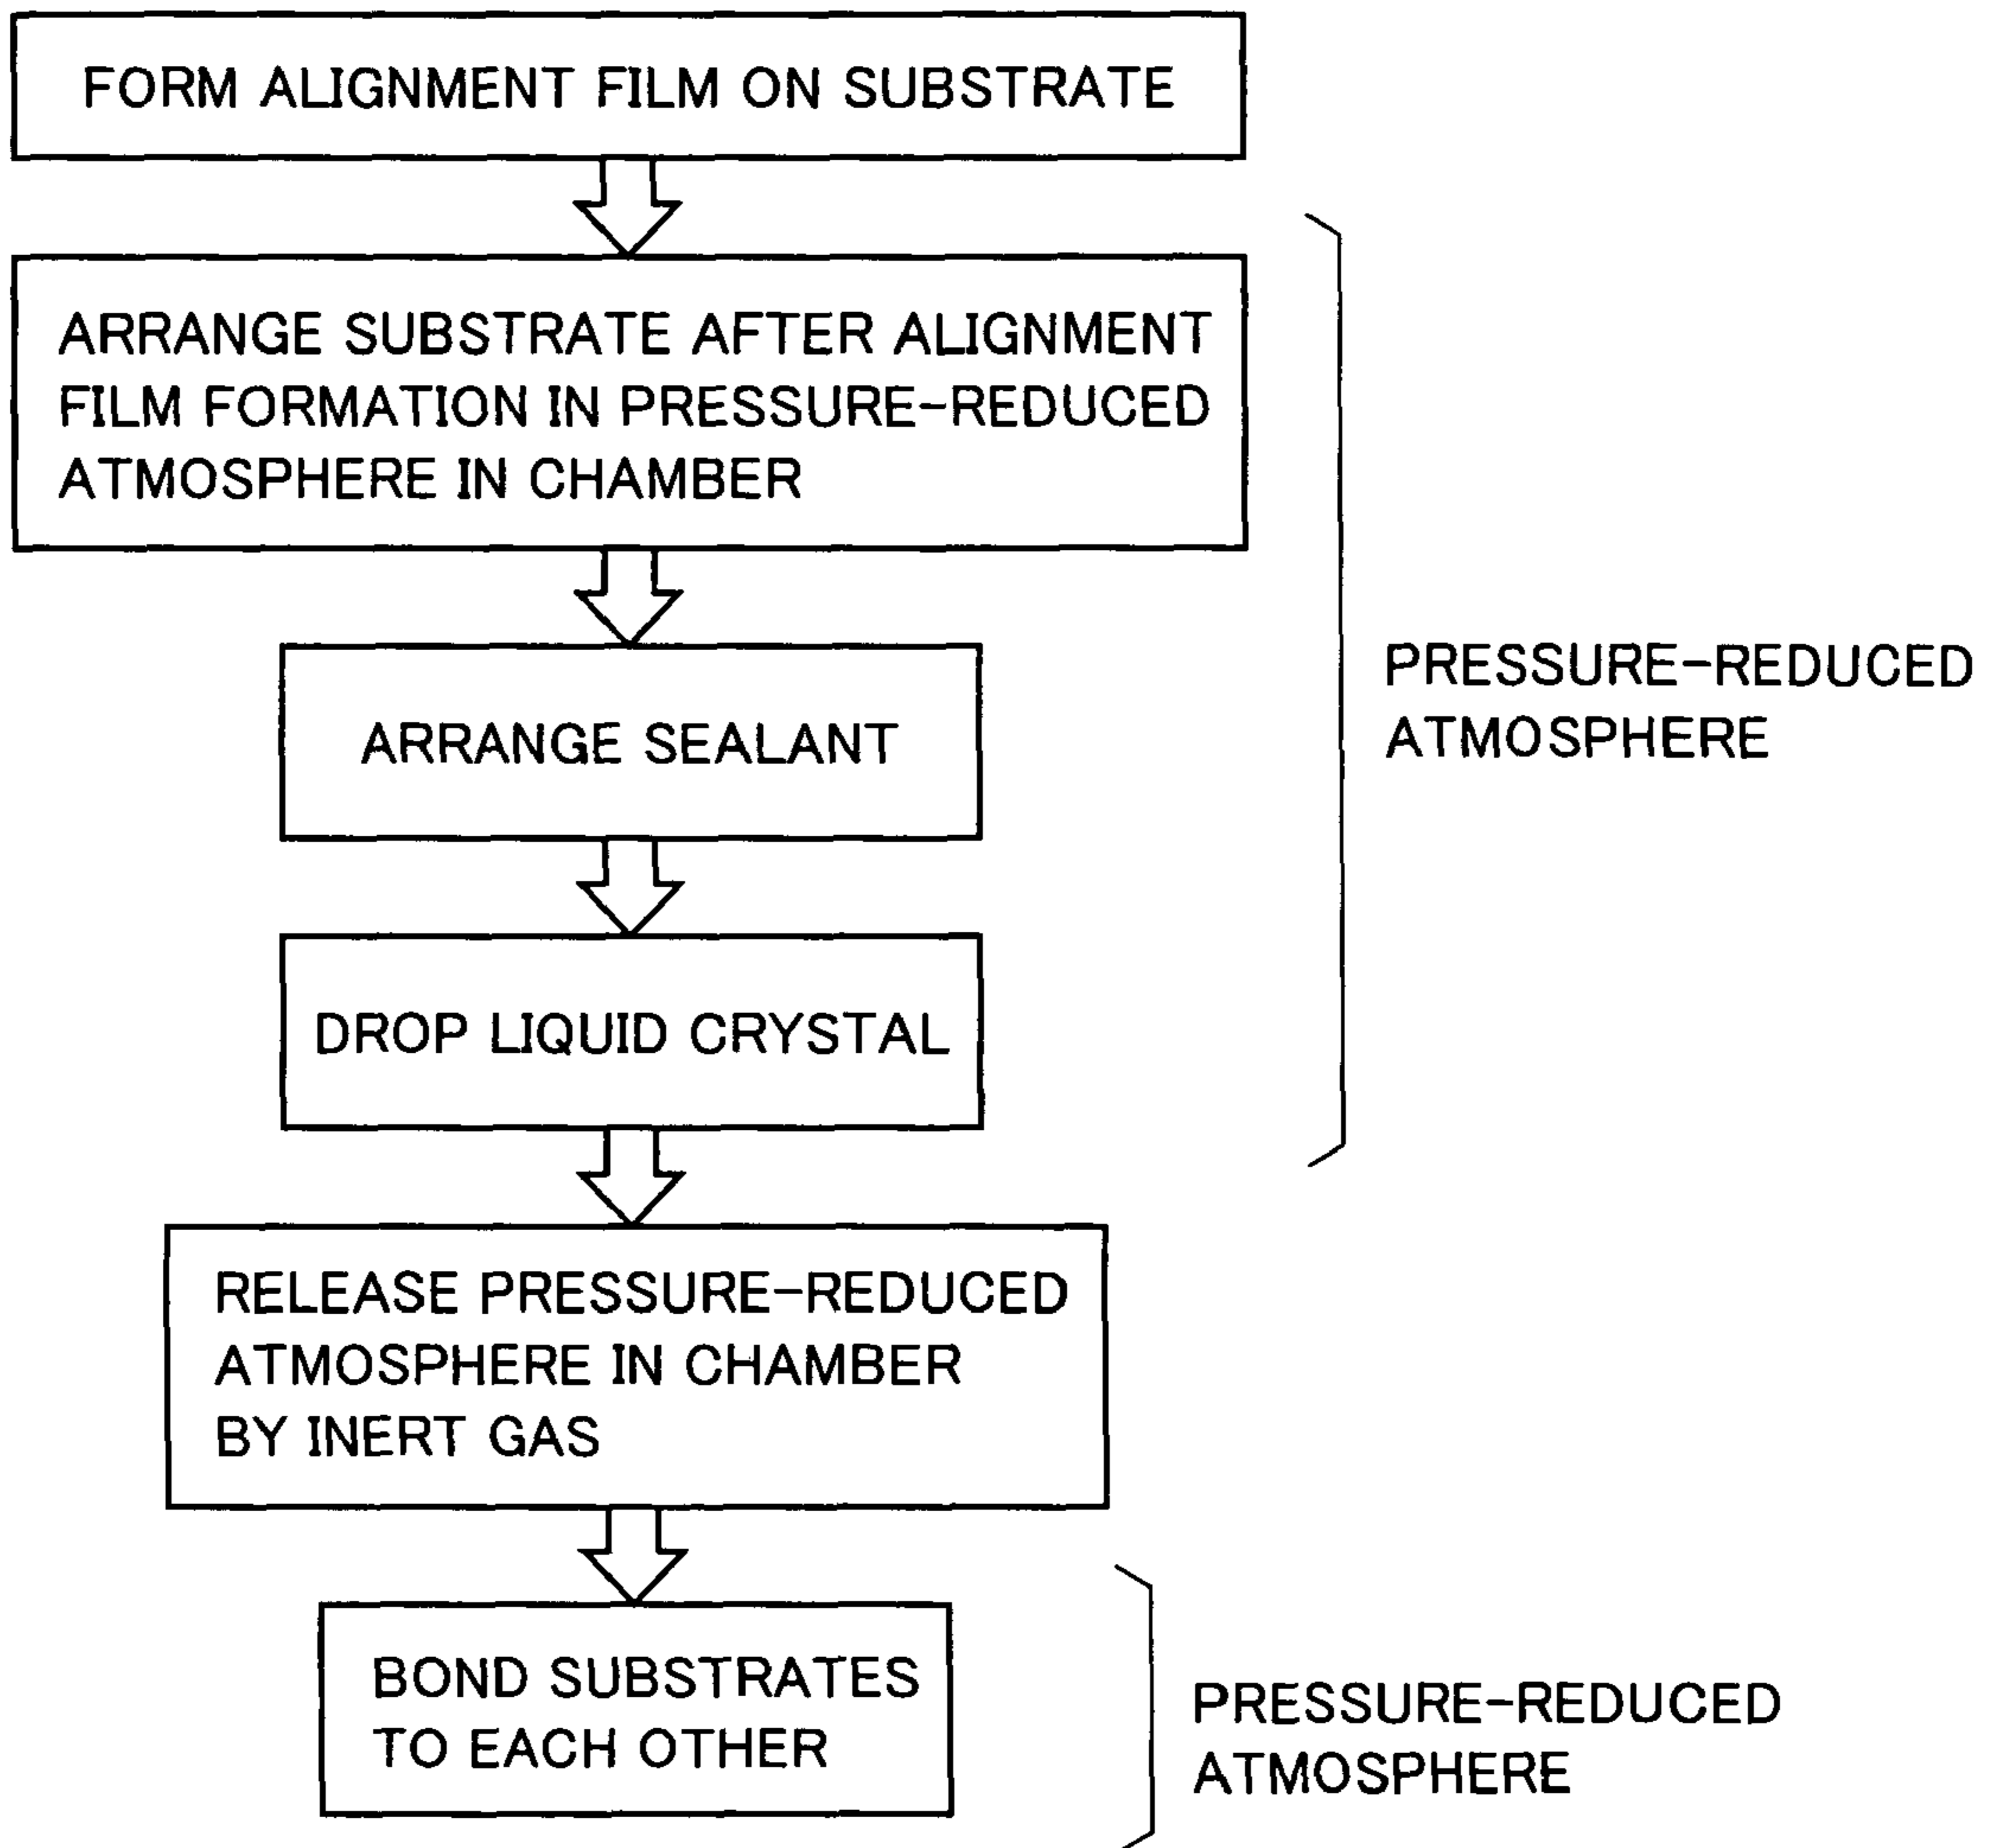 FORM ALIGNMENT FILM ON SUBSTRATE
ARRANGE SUBSTRATE AFTER ALIGNMENT
FILM FORMATION IN PRESSURE-REDUCED
ATMOSPHERE IN CHAMBER
ARRANGE SEALANT
DROP LIQUID CRYSTAL
PRESSURE-REDUCED
ATMOSPHERE
RELEASE PRESSURE-REDUCED
ATMOSPHERE IN CHAMBER
BY INERT GAS
BOND SUBSTRATES
TO EACH OTHER
PRESSURE-REDUCED
ATMOSPHERE